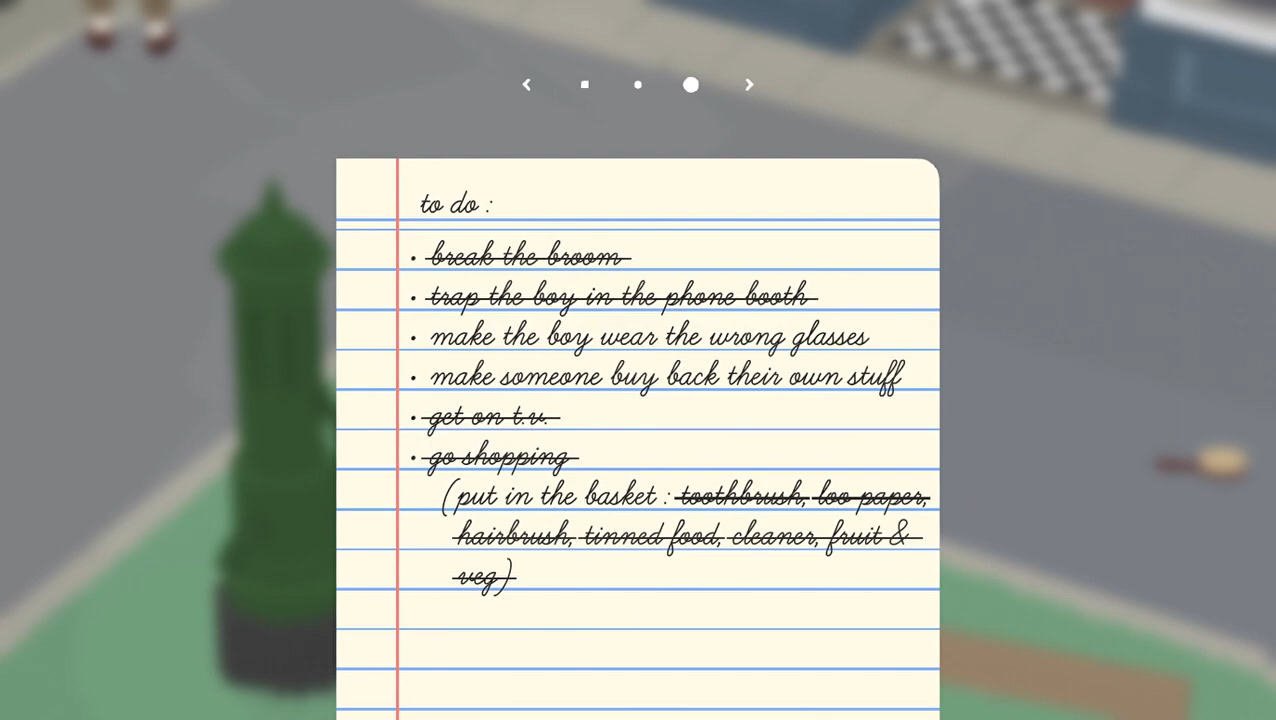 to do :
• break the broom
• trap the boy in the phone booth
• make the boy wear the wrong glasses
• make someone buy back their own stuff
• get on t.v.
• go shopping
(put in the basket : toothbrush, loo paper,
hairbrush, tinned food, cleaner, fruit &
veg)